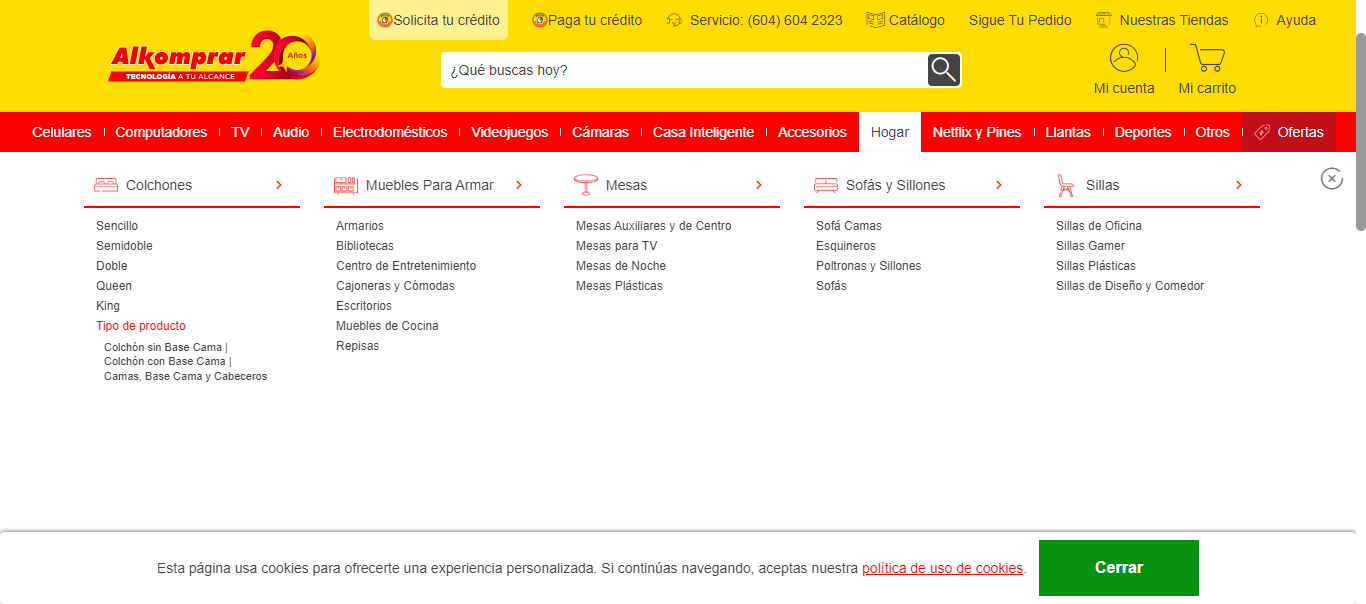 Solicita tu crédito
Paga tu crédito
Servicio: (604) 604 2323
Catálogo
Sigue Tu Pedido
Nuestras Tiendas
Ayuda
Alkomprar 20 Años
TECNOLOGÍA A TU ALCANCE
¿Qué buscas hoy?
Mi cuenta
Mi carrito
Celulares
Computadores
TV
Audio
Electrodomésticos
Videojuegos
Cámaras
Casa Inteligente
Accesorios
Hogar
Netflix y Pines
Llantas
Deportes
Otros
Ofertas
Colchones
Sencillo
Semidoble
Doble
Queen
King
Tipo de producto
Colchón sin Base Cama |
Colchón con Base Cama |
Camas, Base Cama y Cabeceros
Muebles Para Armar
Armarios
Bibliotecas
Centro de Entretenimiento
Cajoneras y Cómodas
Escritorios
Muebles de Cocina
Repisas
Mesas
Mesas Auxiliares y de Centro
Mesas para TV
Mesas de Noche
Mesas Plásticas
Sofás y Sillones
Sofá Camas
Esquineros
Poltronas y Sillones
Sofás
Sillas
Sillas de Oficina
Sillas Gamer
Sillas Plásticas
Sillas de Diseño y Comedor
Esta página usa cookies para ofrecerte una experiencia personalizada. Si continúas navegando, aceptas nuestra política de uso de cookies.
Cerrar